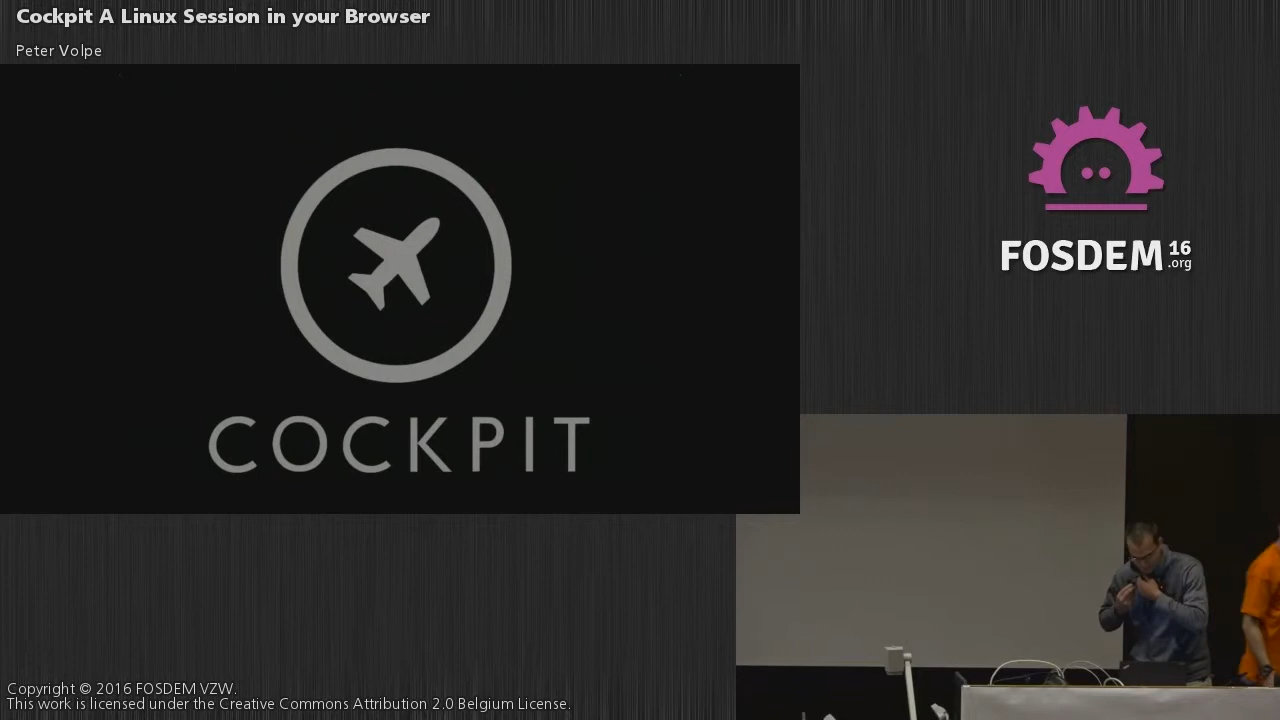 Cockpit A Linux Session in your Browser
Peter Volpe
COCKPIT
FOSDEM 16
.org
Copyright © 2016 FOSDEM VZW.
This work is licensed under the Creative Commons Attribution 2.0 Belgium License.